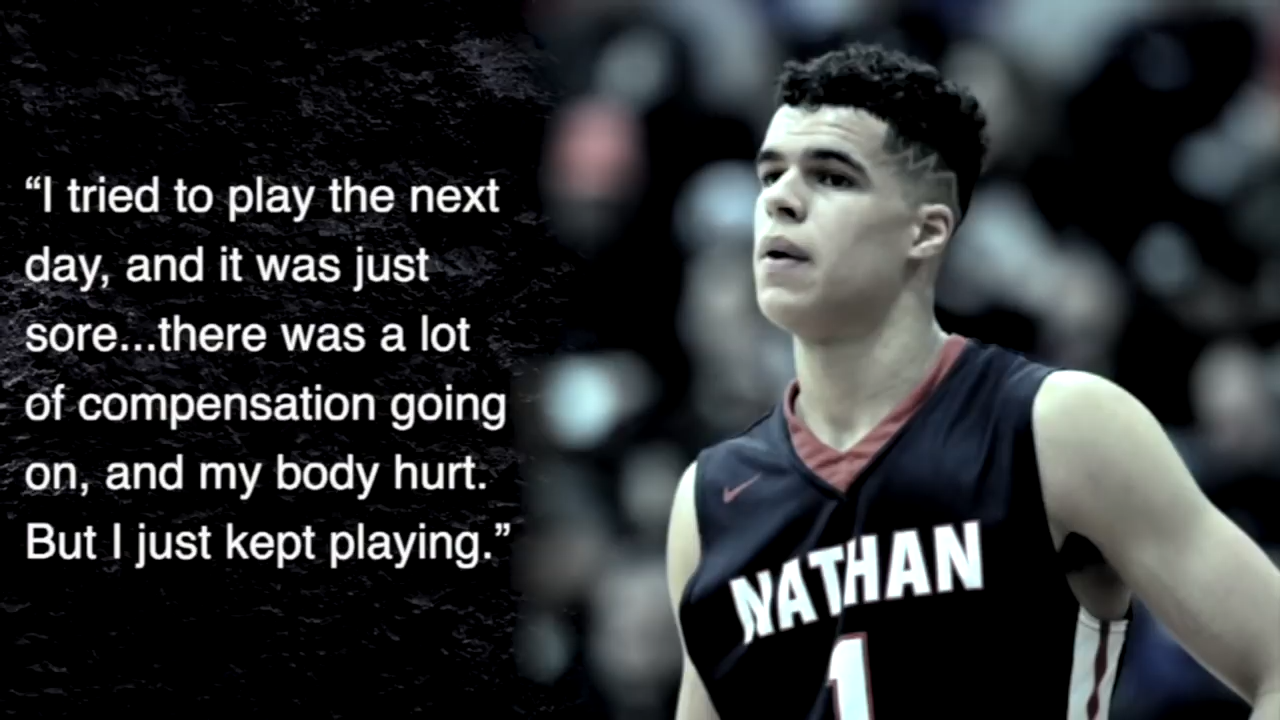 “I tried to play the next
day, and it was just
sore...there was a lot
of compensation going
on, and my body hurt.
But I just kept playing.”
NATHAN
1